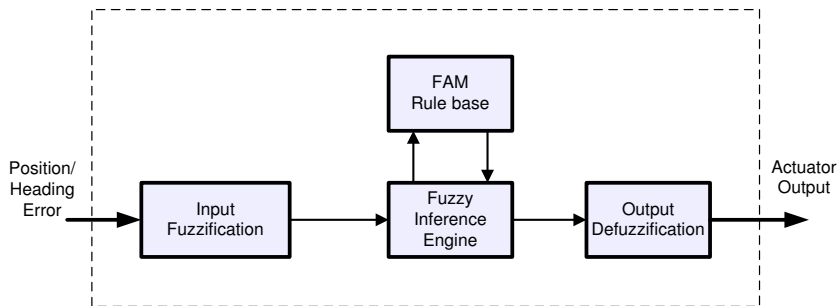 FAM
Rule base
Position/
Heading
Error
Input
Fuzzification
Fuzzy
Inference
Engine
Output
Defuzzification
Actuator
Output